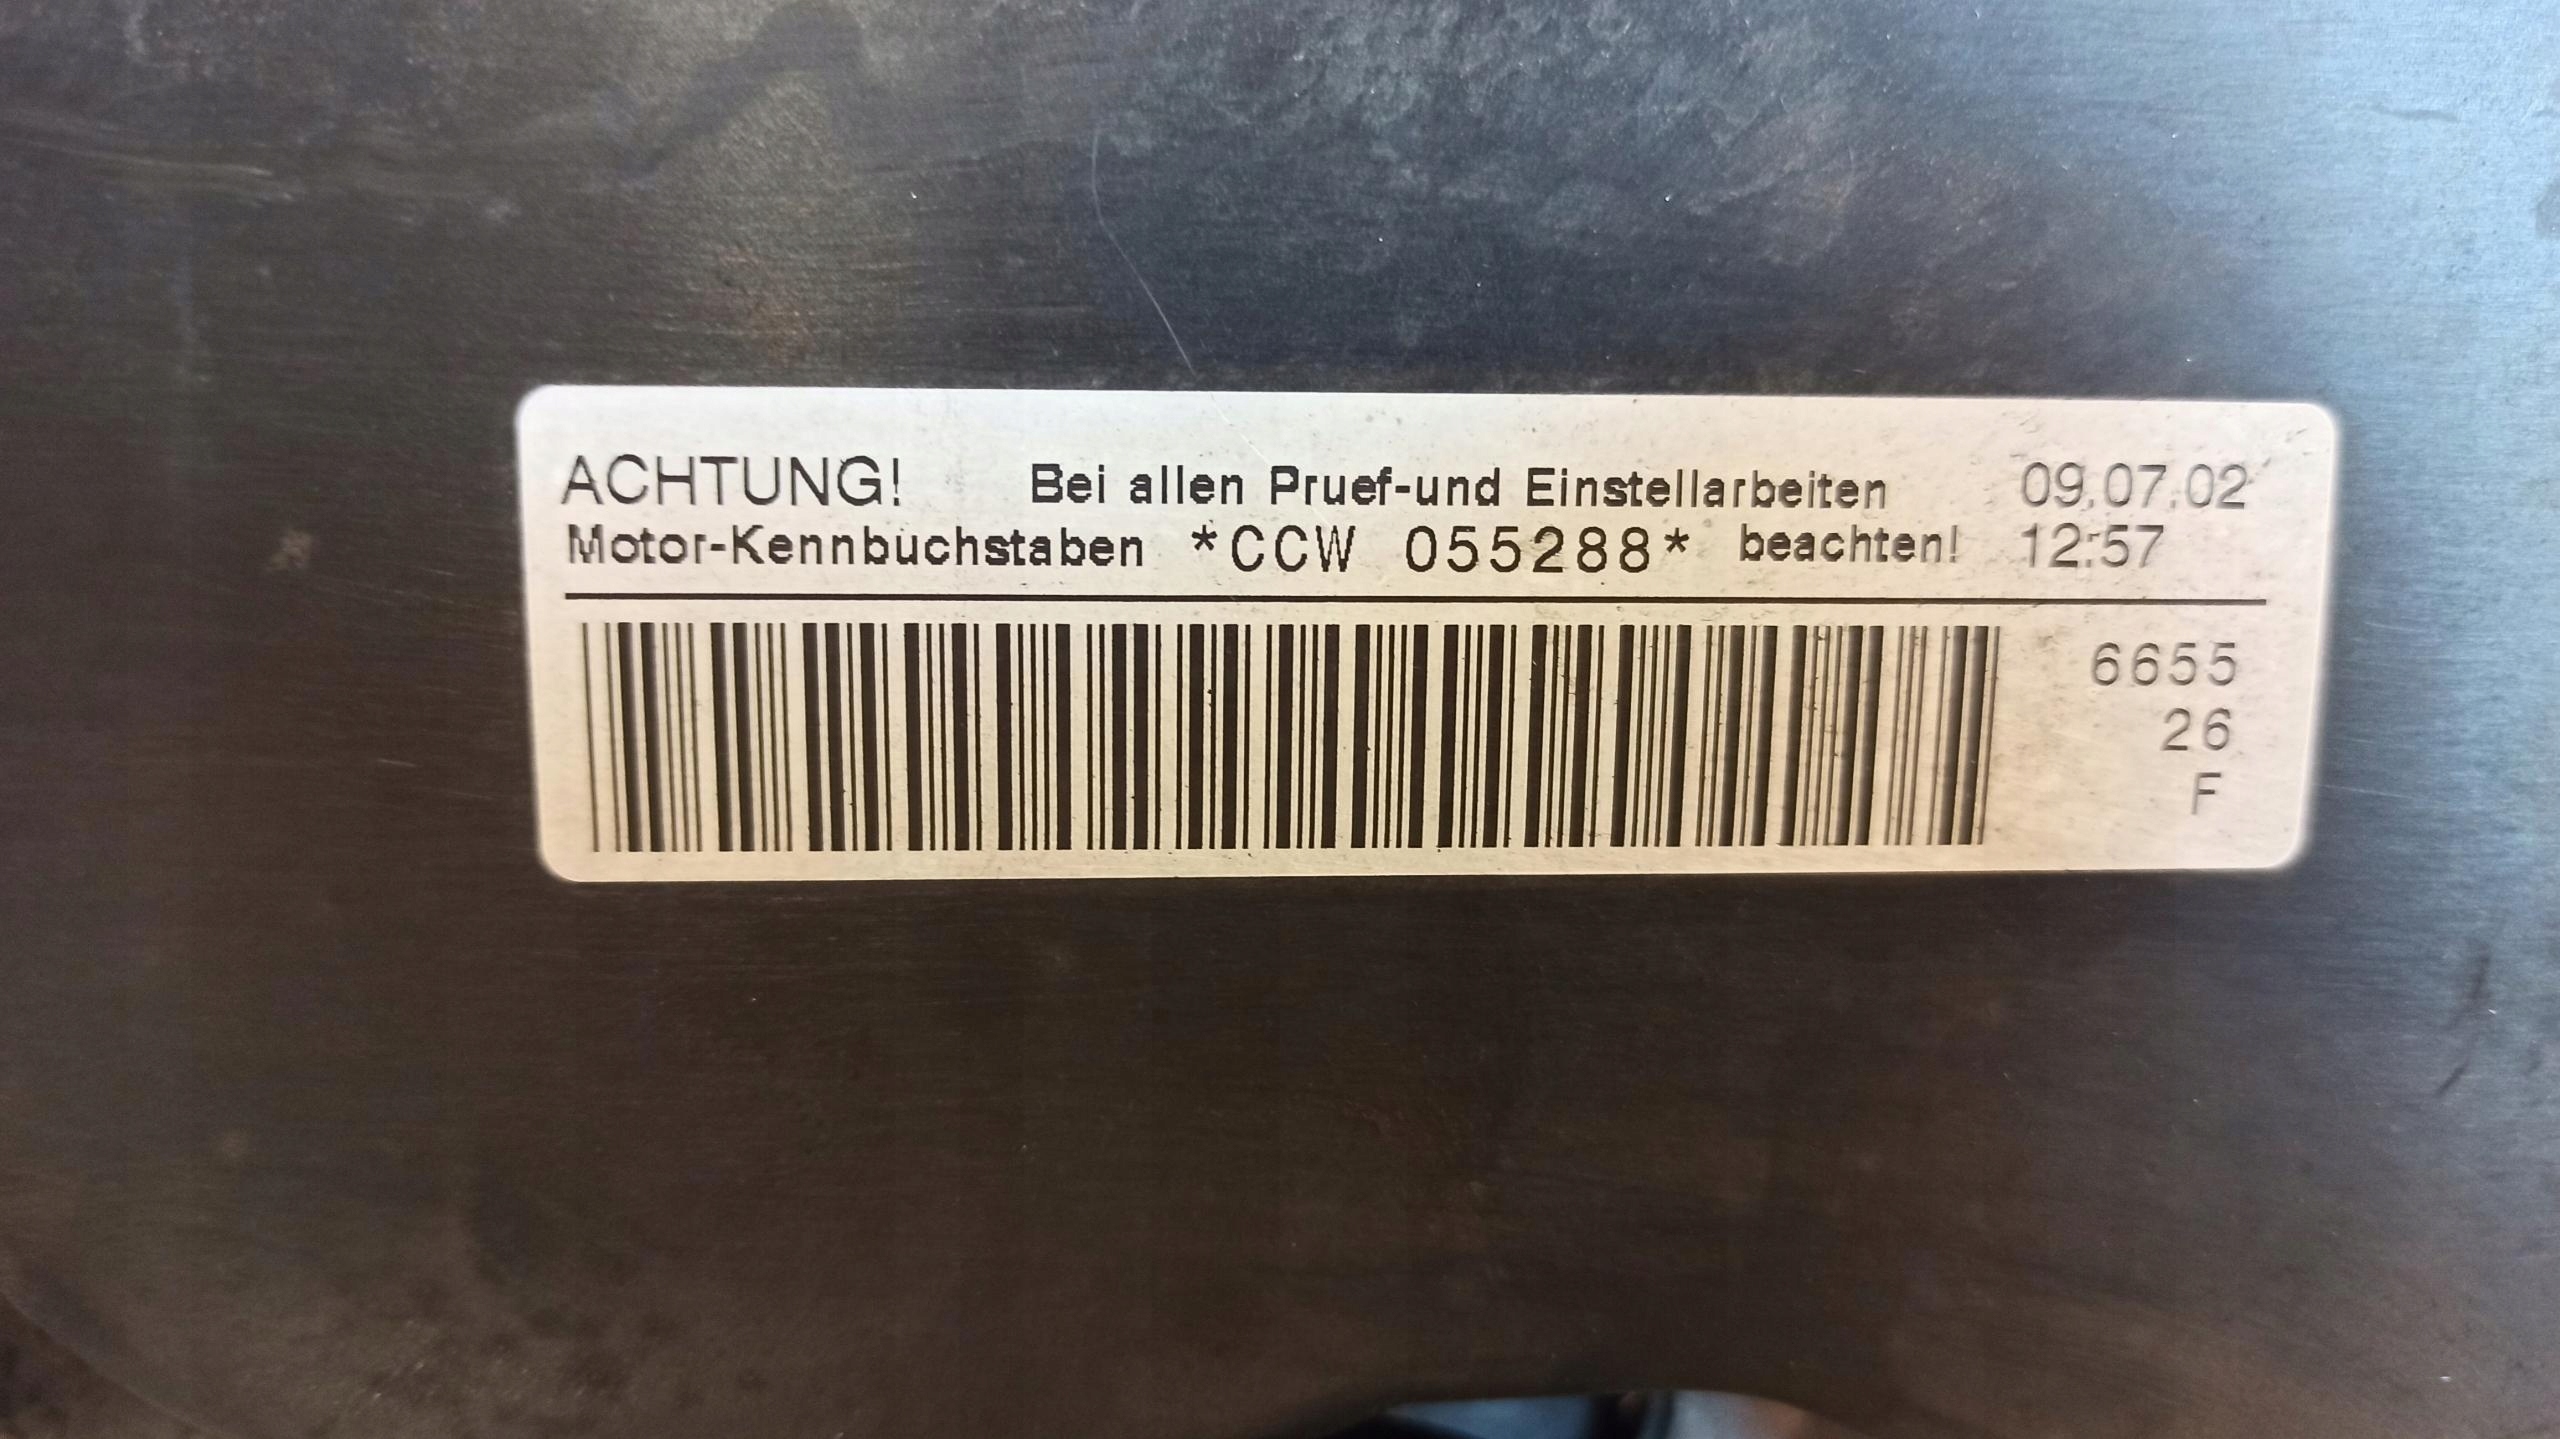 ACHTUNG! Bei allen Pruef-und Einstellarbeiten 09.07.02
Motor-Kennbuchstaben *CCW 055288* beachten! 12:57
6655
26
F